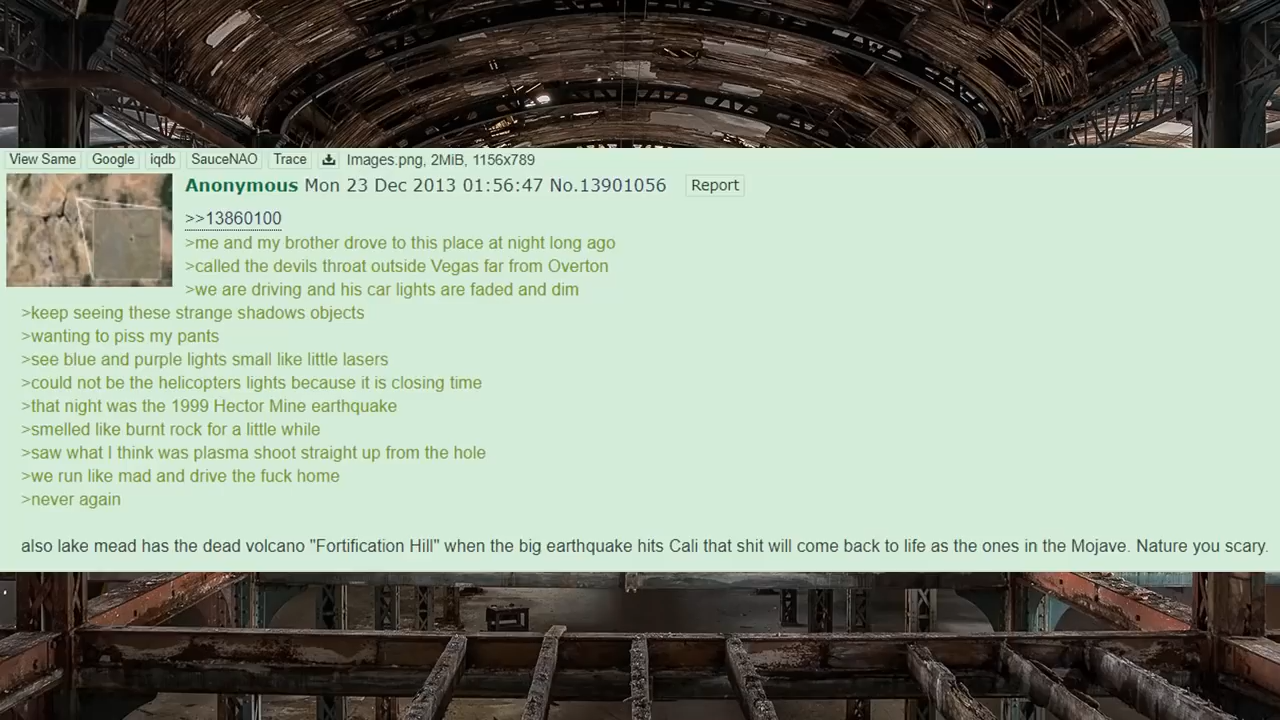 View Same Google iqdb SauceNAO Trace Images.png, 2MiB, 1156x789
Anonymous Mon 23 Dec 2013 01:56:47 No.13901056 Report
>>13860100
>me and my brother drove to this place at night long ago
>called the devils throat outside Vegas far from Overton
>we are driving and his car lights are faded and dim
>keep seeing these strange shadows objects
>wanting to piss my pants
>see blue and purple lights small like little lasers
>could not be the helicopters lights because it is closing time
>that night was the 1999 Hector Mine earthquake
>smelled like burnt rock for a little while
>saw what I think was plasma shoot straight up from the hole
>we run like mad and drive the fuck home
>never again
also lake mead has the dead volcano "Fortification Hill" when the big earthquake hits Cali that shit will come back to life as the ones in the Mojave. Nature you scary.